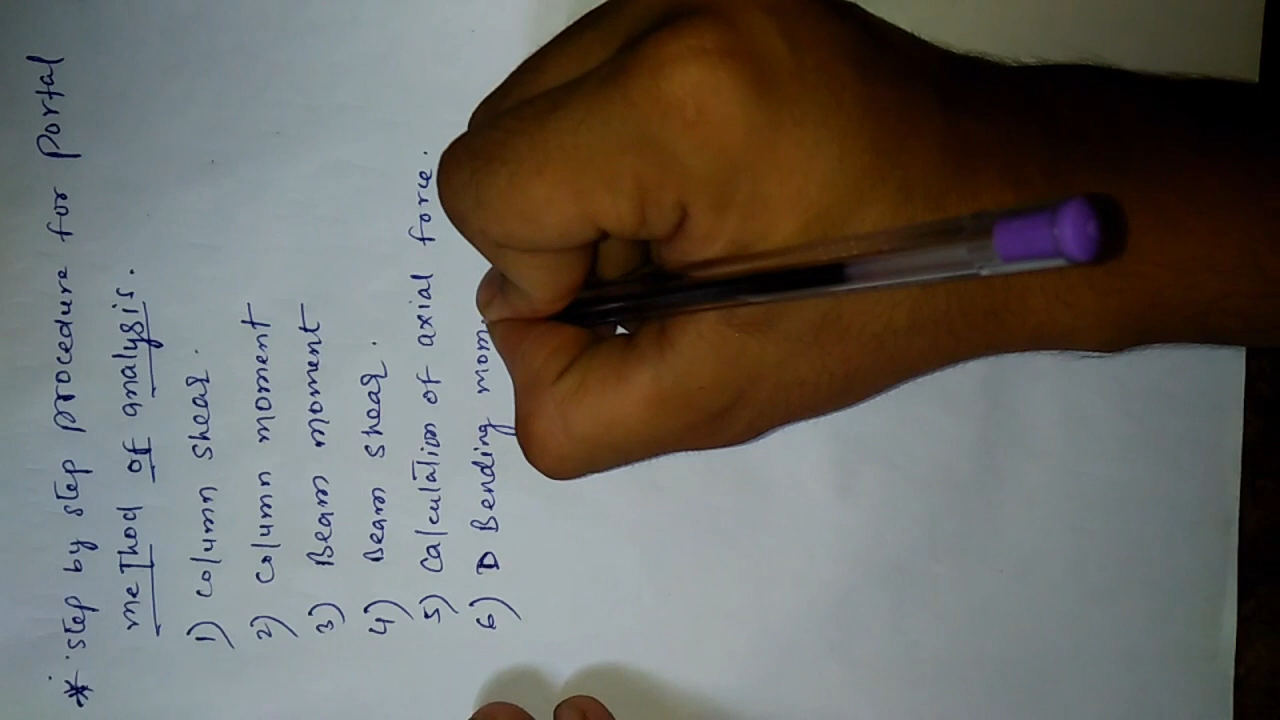 * step by step procedure for portal
method of analysis.
1) column shear.
2) column moment
3) Beam moment
4) Beam shear.
5) calculation of axial force.
6) D Bending mom